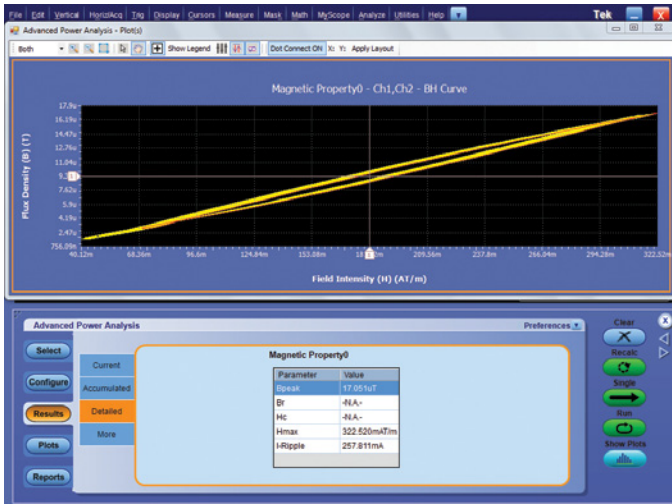 File Edit Vertical Horiz/Acq Trig Display Cursors Measure Mask Math MyScope Analyze Utilities Help Tek
Advanced Power Analysis - Plot(s)
Both Show Legend Dot Connect ON X: Y: Apply Layout
Magnetic Property0 - Ch1,Ch2 - BH Curve
Flux Density (B) (T)
17.9u
16.19u
14.47u
12.76u
11.04u
7.62u
5.9u
4.19u
2.47u
756.09n
40.12m 68.36m 96.6m 124.84m 153.08m 209.56m 237.8m 266.04m 294.28m 322.52m
Field Intensity (H) (AT/m)
Advanced Power Analysis Preferences
Select
Configure
Results
Plots
Reports
Current
Accumulated
Detailed
More
Magnetic Property0
Parameter Value
Bpeak 17.051uT
Br -N.A.-
Hc -N.A.-
Hmax 322.520mAT/m
I-Ripple 257.811mA
Clear
Recalc
Single
Run
Show Plots